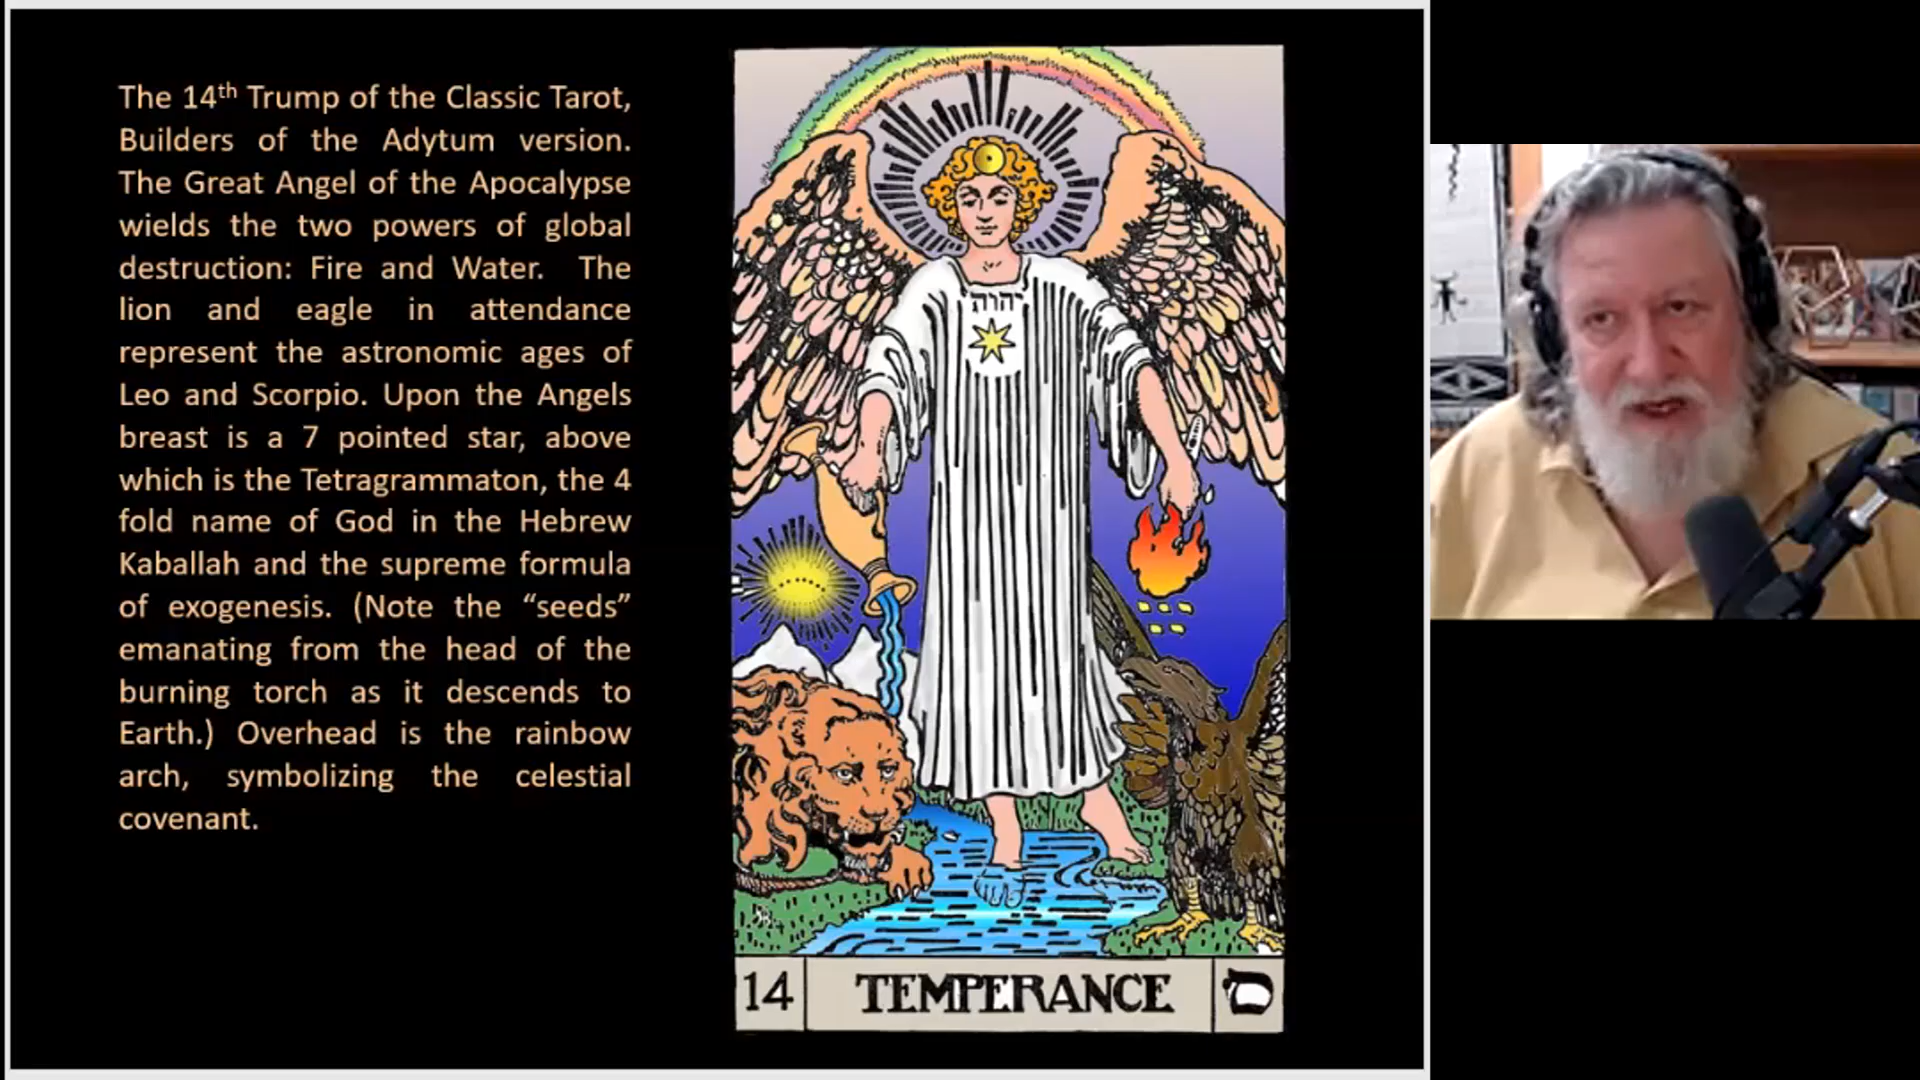 The 14th Trump of the Classic Tarot,
Builders of the Adytum version.
The Great Angel of the Apocalypse
wields the two powers of global
destruction: Fire and Water. The
lion and eagle in attendance
represent the astronomic ages of
Leo and Scorpio. Upon the Angels
breast is a 7 pointed star, above
which is the Tetragrammaton, the 4
fold name of God in the Hebrew
Kaballah and the supreme formula
of exogenesis. (Note the “seeds”
emanating from the head of the
burning torch as it descends to
Earth.) Overhead is the rainbow
arch, symbolizing the celestial
covenant.
יהוה
14 TEMPERANCE ס